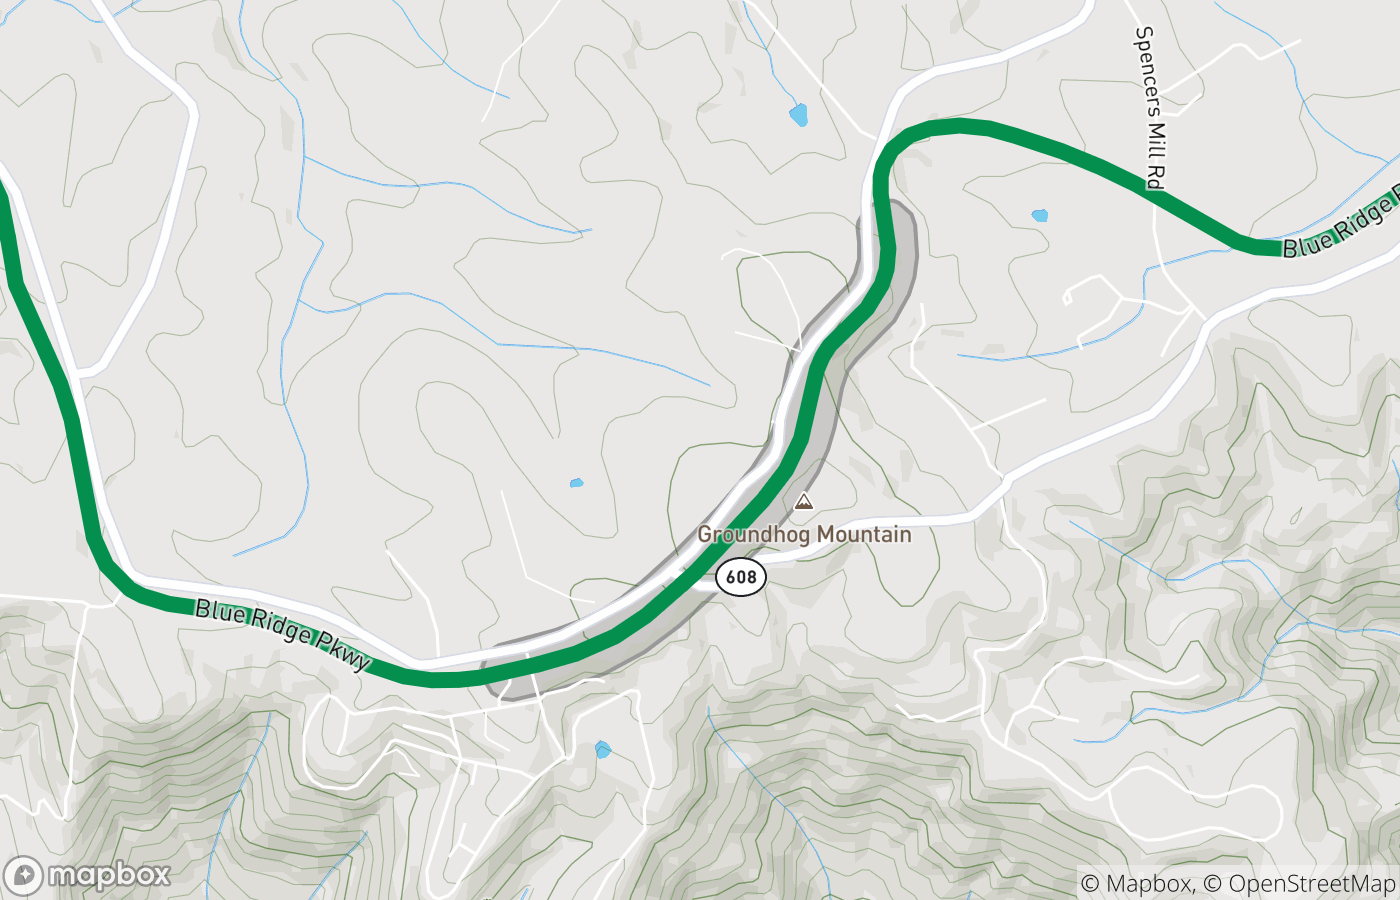 Spencers Mill Rd
Blue Ridge P
Groundhog Mountain
608
Blue Ridge Pkwy
mapbox
© Mapbox, © OpenStreetMap